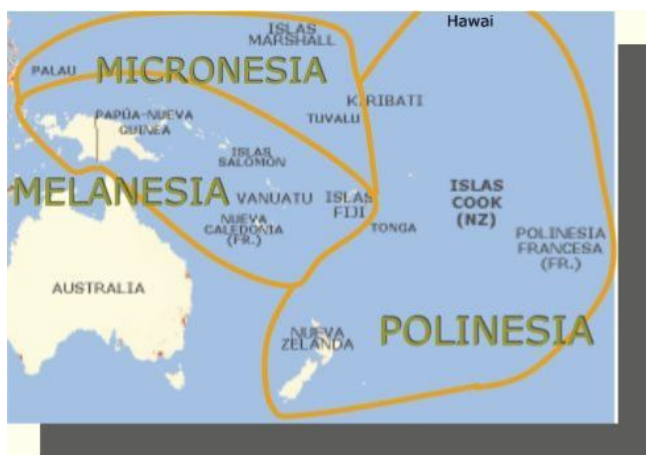 Hawai
ISLAS
MARSHALL
PALAU
MICRONESIA
KIRIBATI
TUVALU
PAPÚA-NUEVA
GUINEA
ISLAS
SALOMÓN
MELANESIA
VANUATU
ISLAS
FIJI
ISLAS
COOK
(NZ)
NUEVA
CALEDONIA
(FR.)
TONGA
POLINESIA
FRANCESA
(FR.)
AUSTRALIA
NUEVA
ZELANDA
POLINESIA